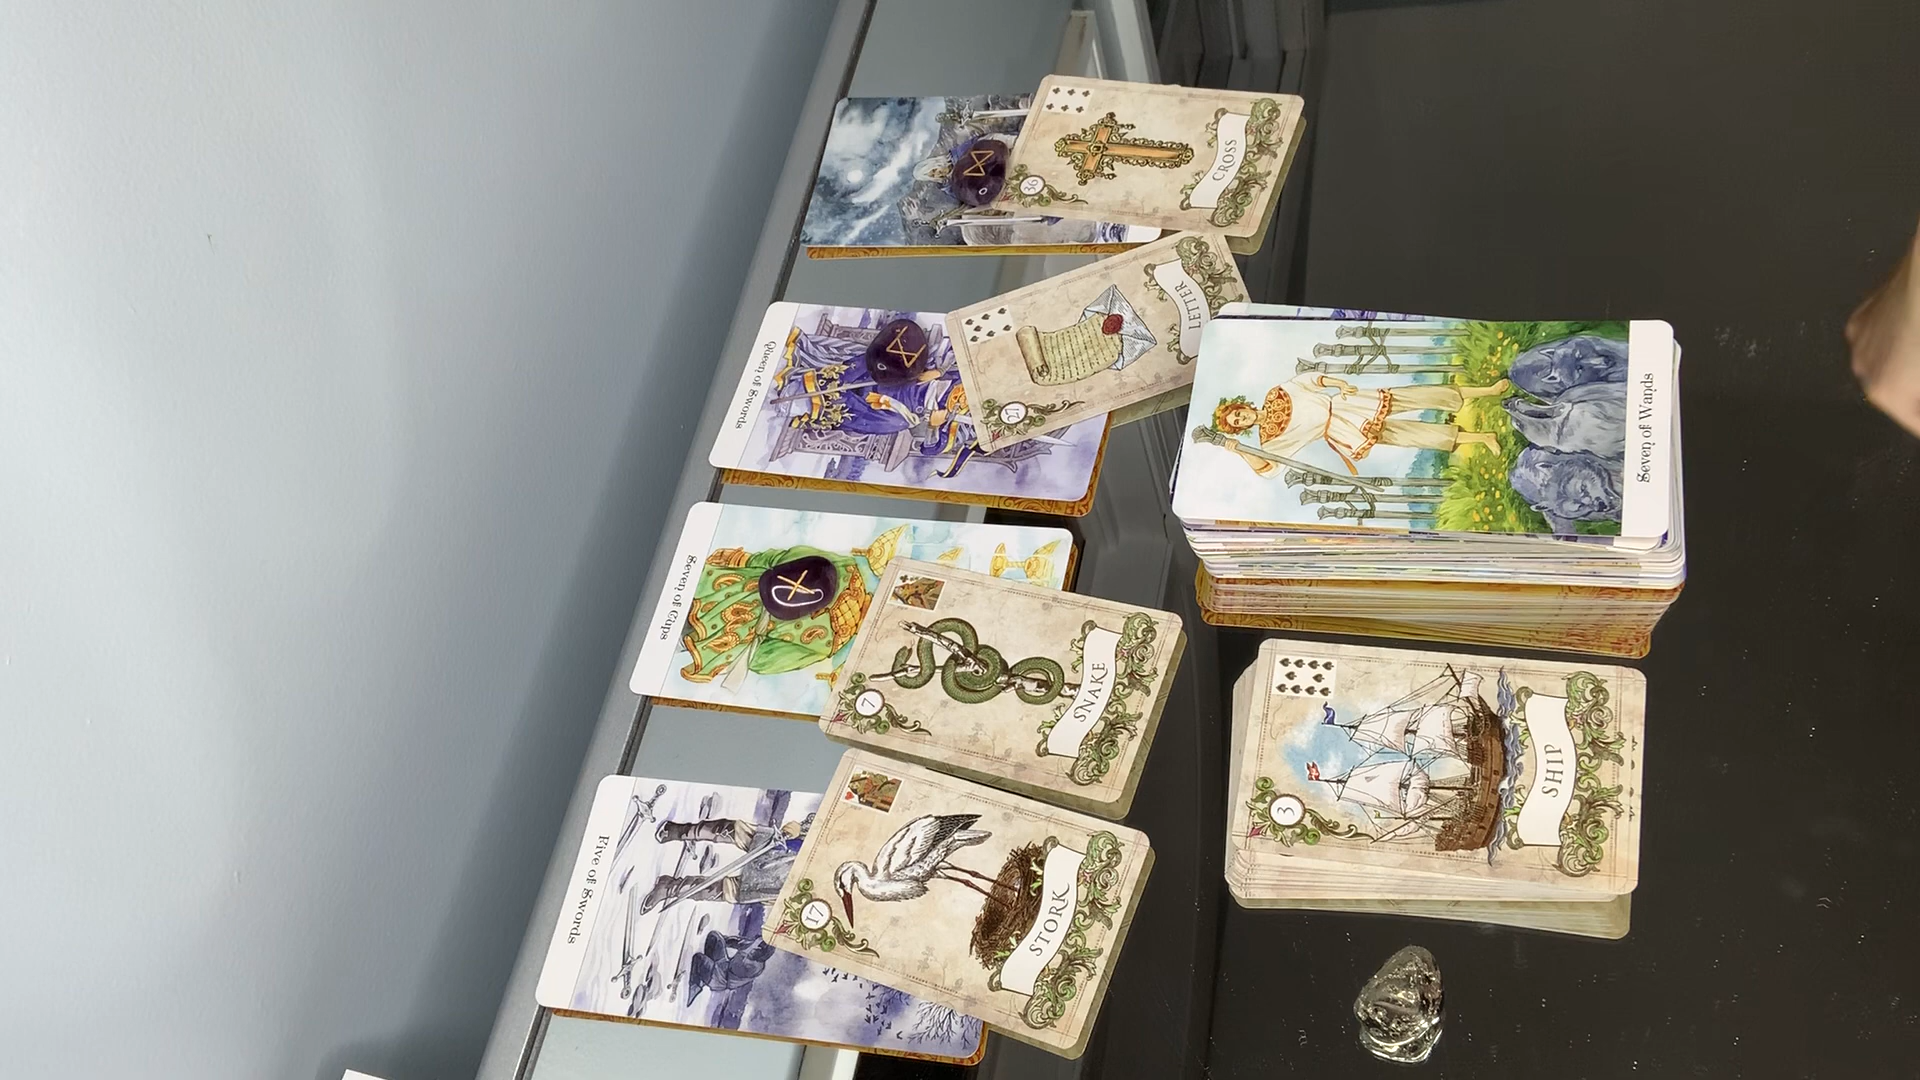 36
CROSS
Queen of Swords
27
LETTER
Seven of Wands
Seven of Cups
7
SNAKE
3
SHIP
Five of Swords
17
STORK